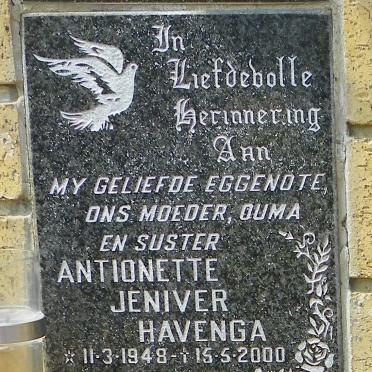 In
Liefdevolle
Herinnering
Aan
MY GELIEFDE EGGENOTE,
ONS MOEDER, OUMA
EN SUSTER
ANTIONETTE
JENIVER
HAVENGA
* 11·3·1948 - † 15·5·2000